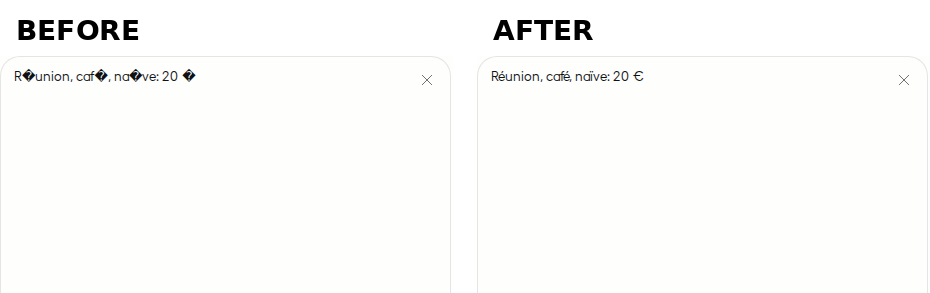 BEFORE
R�union, caf�, na�ve: 20 �
AFTER
Réunion, café, naïve: 20 €